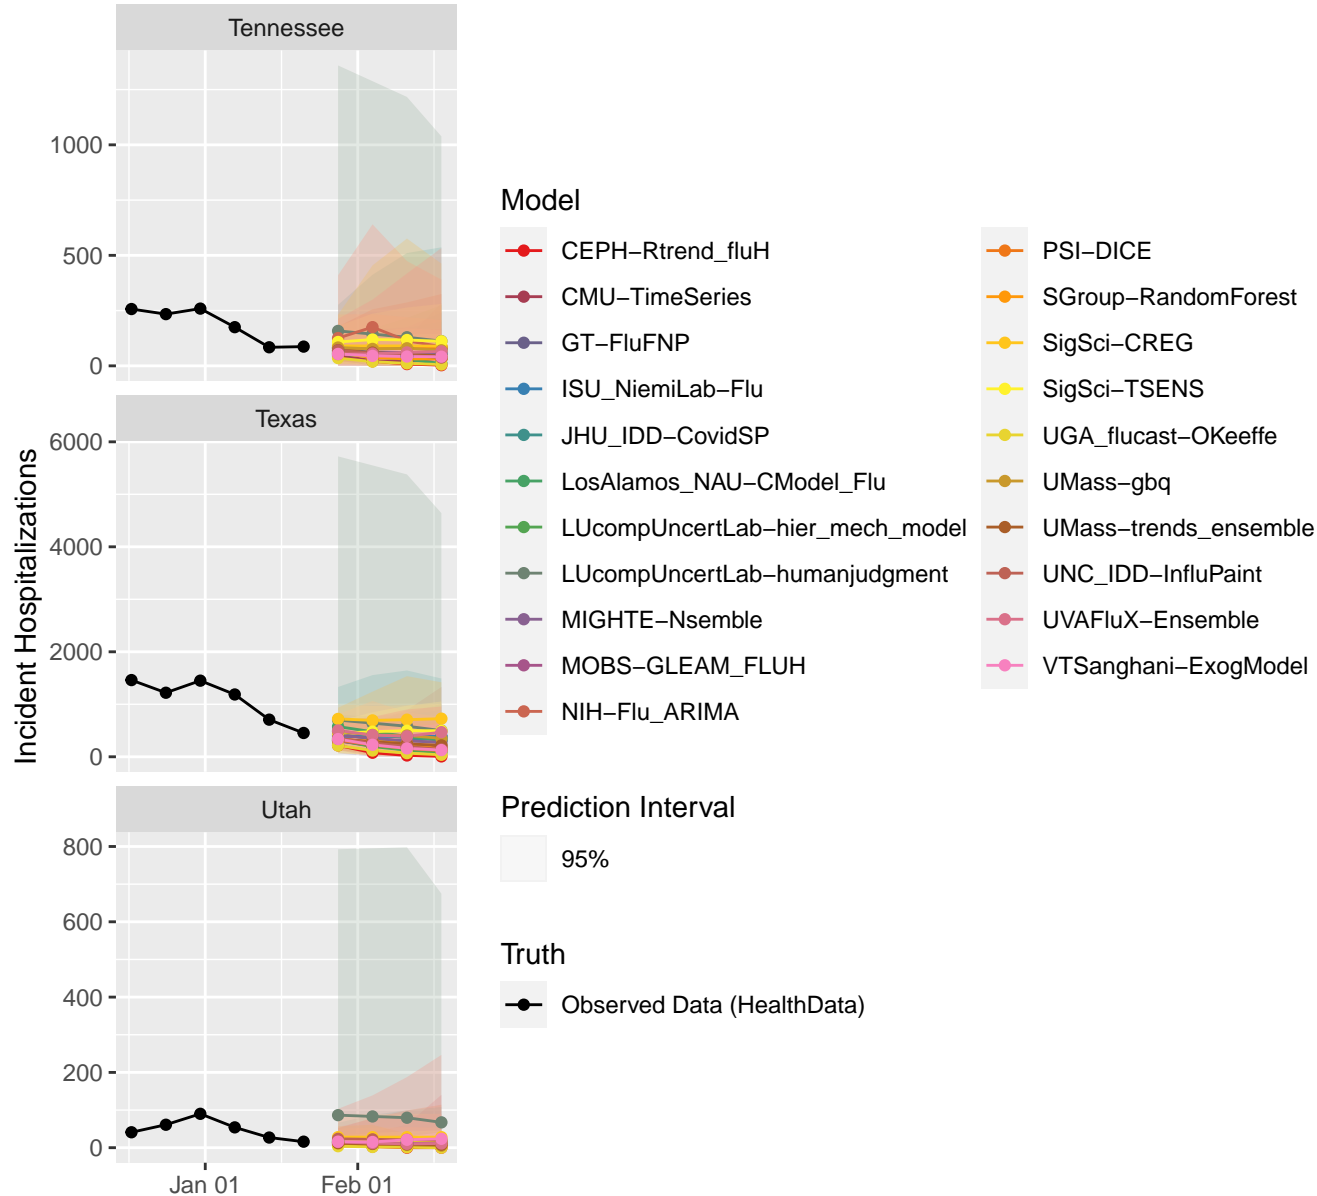 Tennessee
1000
500
0
Texas
6000
4000
2000
0
Utah
800
600
400
200
0
Jan 01
Feb 01
Incident Hospitalizations
Model
CEPH−Rtrend_fluH
CMU−TimeSeries
GT−FluFNP
ISU_NiemiLab−Flu
JHU_IDD−CovidSP
LosAlamos_NAU−CModel_Flu
LUcompUncertLab−hier_mech_model
LUcompUncertLab−humanjudgment
MIGHTE−Nsemble
MOBS−GLEAM_FLUH
NIH−Flu_ARIMA
PSI−DICE
SGroup−RandomForest
SigSci−CREG
SigSci−TSENS
UGA_flucast−OKeeffe
UMass−gbq
UMass−trends_ensemble
UNC_IDD−InfluPaint
UVAFluX−Ensemble
VTSanghani−ExogModel
Prediction Interval
95%
Truth
Observed Data (HealthData)